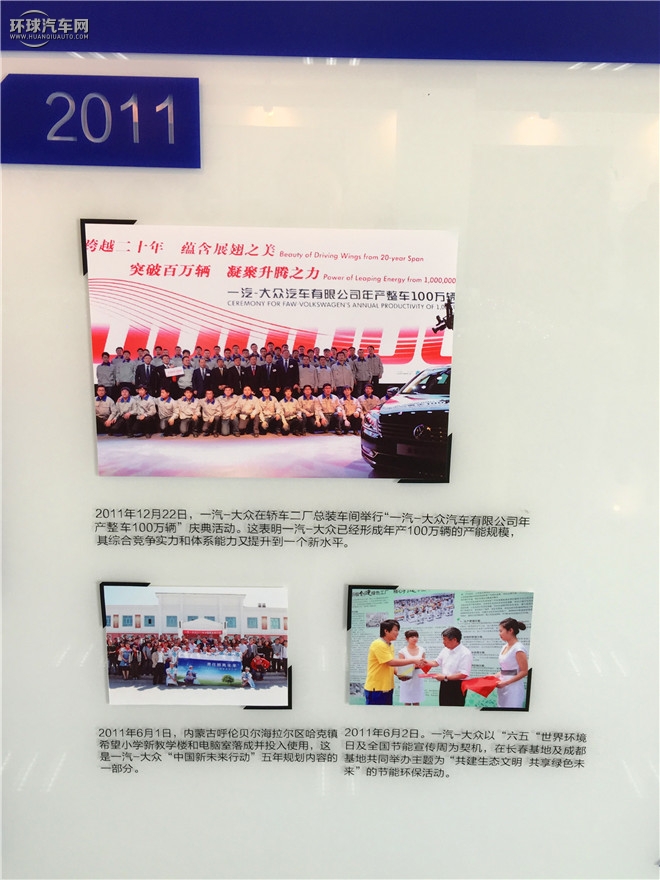 环球汽车网
WWW.HUANQIUAUTO.COM
2011
跨越二十年 蕴含展翅之美 Beauty of Driving Wings from 20-year Span
突破百万辆 凝聚升腾之力 Power of Leaping Energy from 1,000,000
一汽-大众汽车有限公司年产整车100万辆
CEREMONY FOR FAW-VOLKSWAGEN'S ANNUAL PRODUCTIVITY OF
2011年12月22日，一汽-大众在轿车二厂总装车间举行“一汽-大众汽车有限公司年
产整车100万辆”庆典活动。这表明一汽-大众已经形成年产100万辆的产能规模，
其综合竞争实力和体系能力又提升到一个新水平。
2011年6月1日，内蒙古呼伦贝尔海拉尔区哈克镇
希望小学新教学楼和电脑室落成并投入使用，这
是一汽-大众“中国新未来行动”五年规划内容的
一部分。
2011年6月2日。一汽-大众以“六五“世界环境
日及全国节能宣传周为契机，在长春基地及成都
基地共同举办主题为“共建生态文明 共享绿色未
来”的节能环保活动。